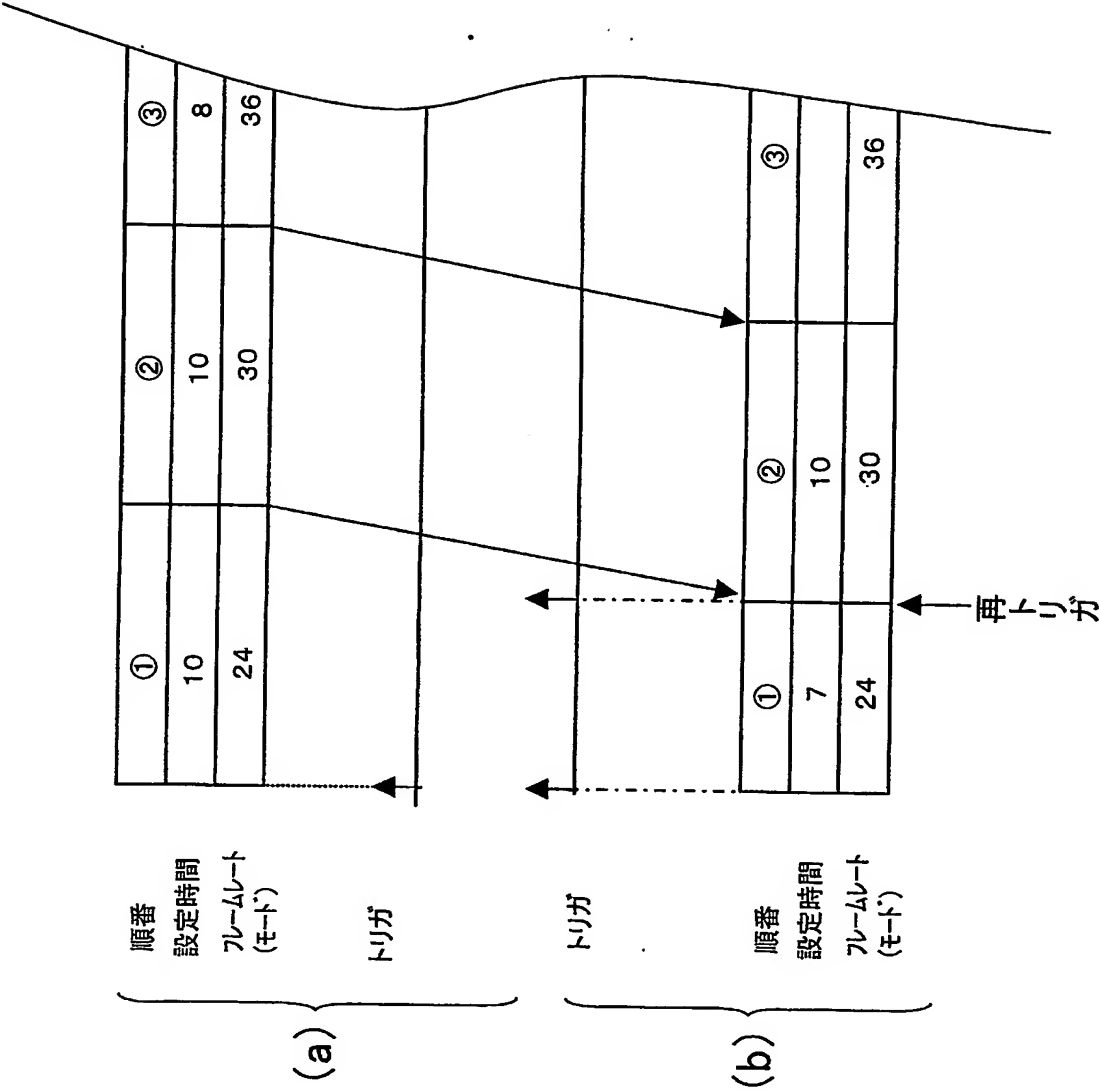 順番 ① ② ③
設定時間 10 10 8
フレームレート
(モード) 24 30 36
トリガ
(a)
トリガ
順番 ① ② ③
設定時間 7 10
フレームレート
(モード) 24 30 36
再トリガ
(b)